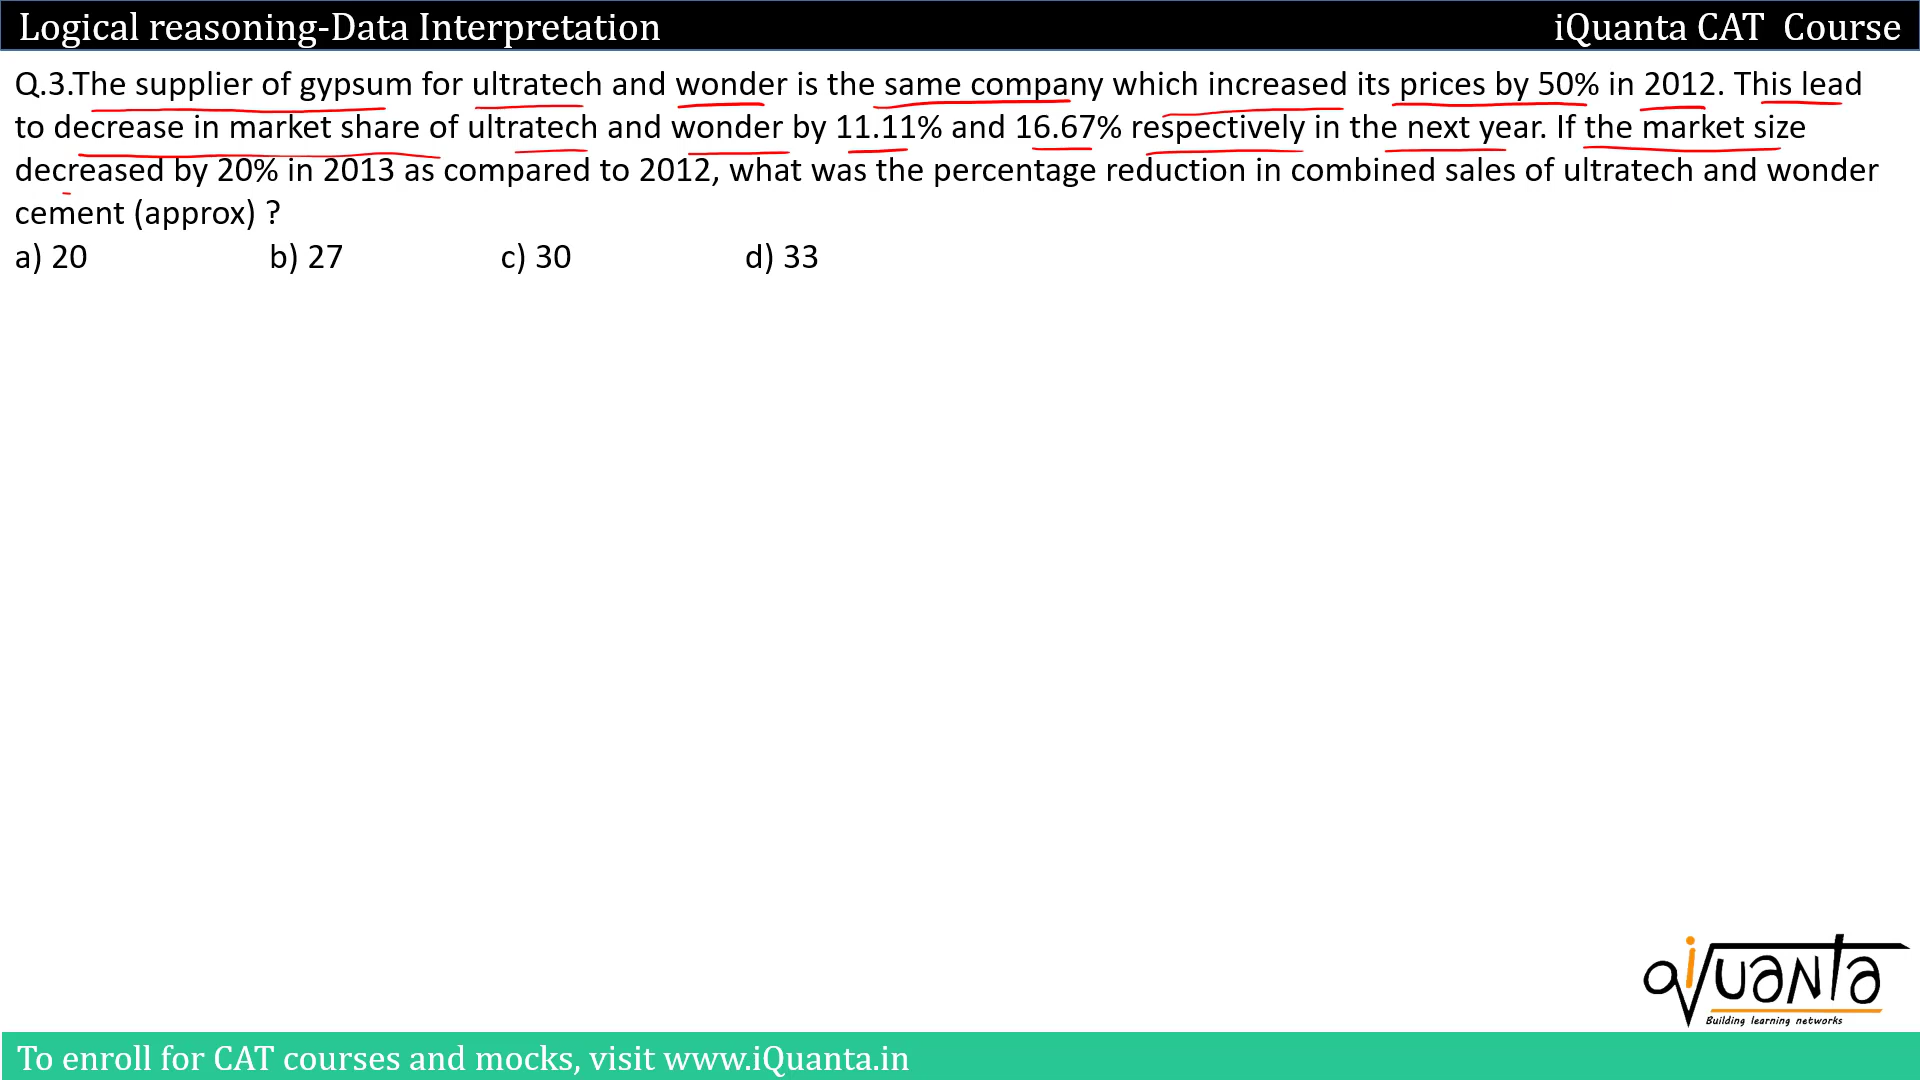 Logical reasoning-Data Interpretation
iQuanta CAT Course
Q.3.The supplier of gypsum for ultratech and wonder is the same company which increased its prices by 50% in 2012. This lead
to decrease in market share of ultratech and wonder by 11.11% and 16.67% respectively in the next year. If the market size
decreased by 20% in 2013 as compared to 2012, what was the percentage reduction in combined sales of ultratech and wonder
cement (approx) ?
a) 20 b) 27 c) 30 d) 33
iQuanta
Building learning networks
To enroll for CAT courses and mocks, visit www.iQuanta.in